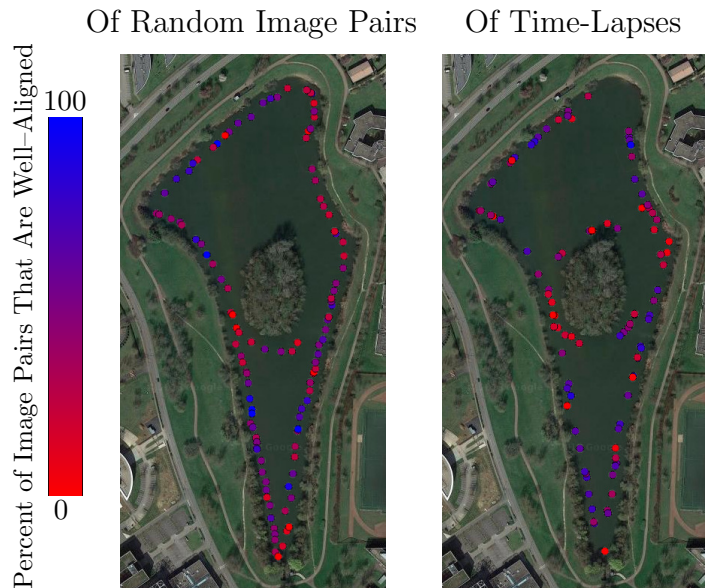 Of Random Image Pairs
Of Time-Lapses
Percent of Image Pairs That Are Well–Aligned
100
0